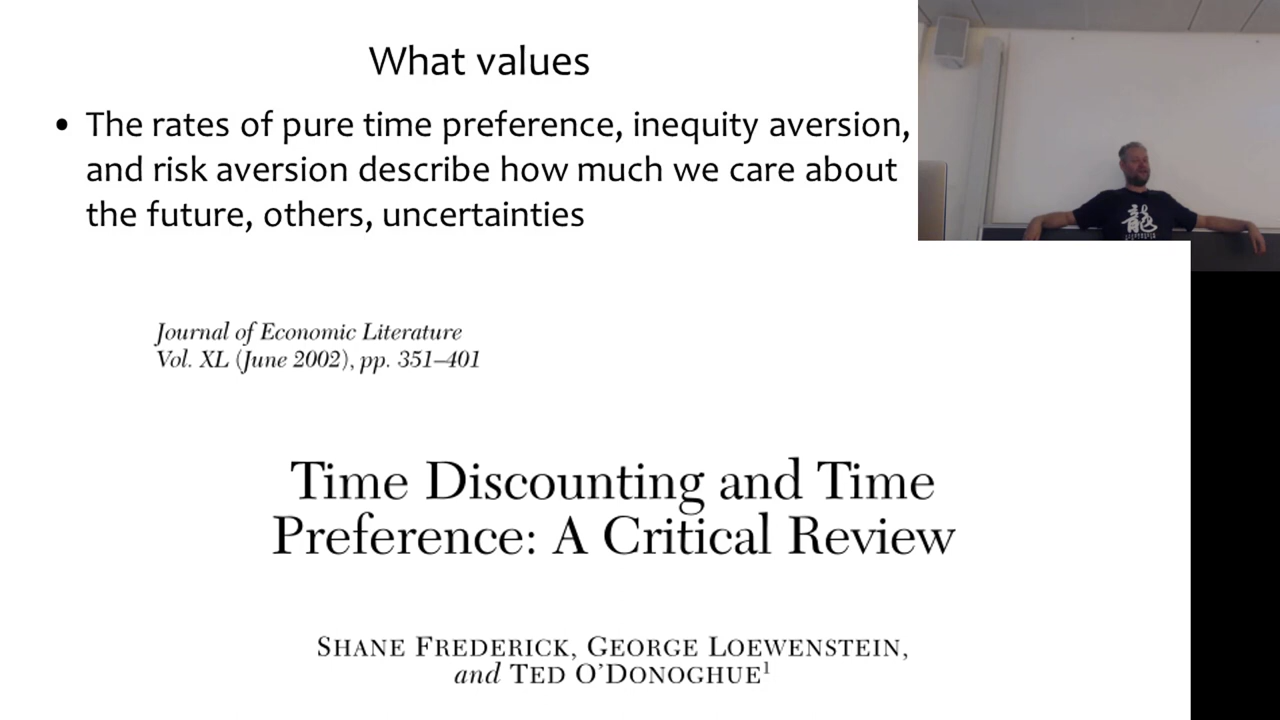 What values
• The rates of pure time preference, inequity aversion,
and risk aversion describe how much we care about
the future, others, uncertainties
龍
Journal of Economic Literature
Vol. XL (June 2002), pp. 351–401
Time Discounting and Time
Preference: A Critical Review
SHANE FREDERICK, GEORGE LOEWENSTEIN,
and TED O'DONOGHUE¹